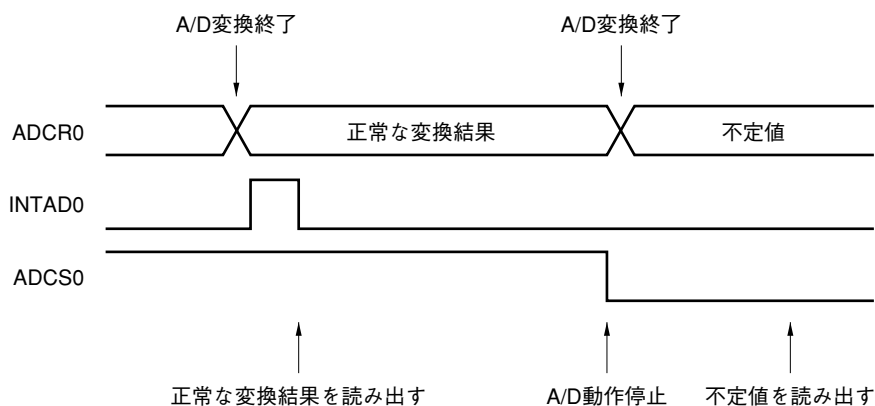 A/D変換終了
A/D変換終了
ADCR0
正常な変換結果
不定値
INTAD0
ADCS0
正常な変換結果を読み出す
A/D動作停止
不定値を読み出す